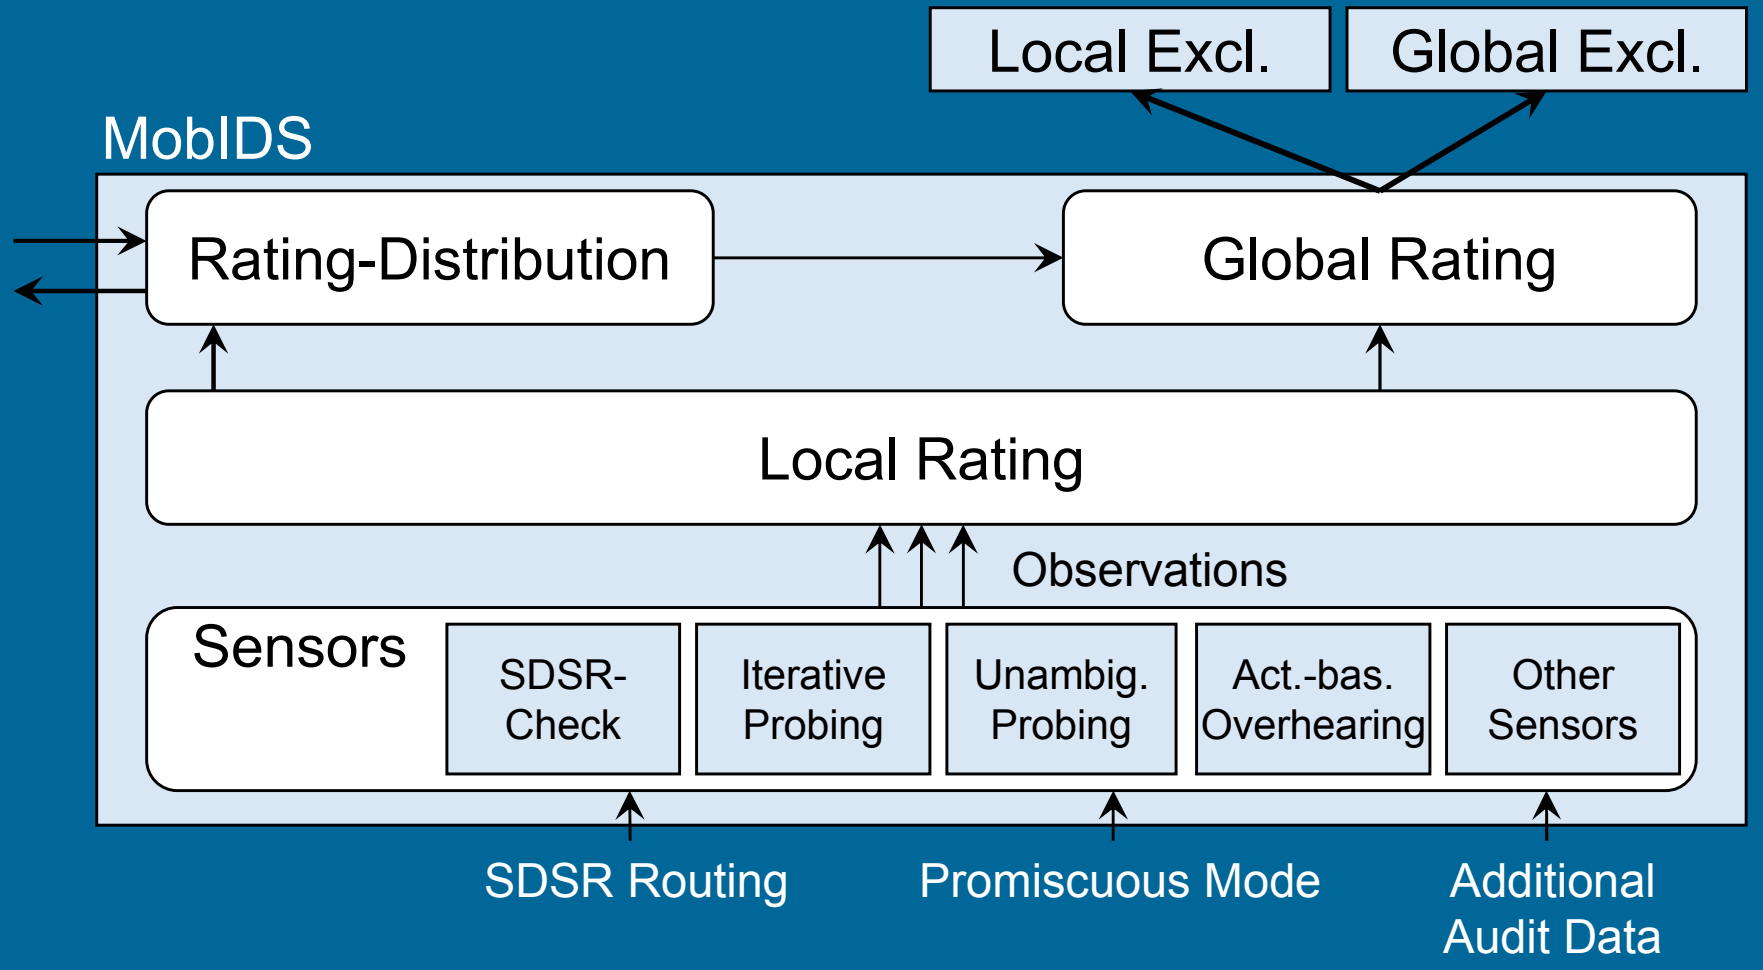 Local Excl.
Global Excl.
MobIDS
Rating-Distribution
Global Rating
Local Rating
Observations
Sensors
SDSR-
Check
Iterative
Probing
Unambig.
Probing
Act.-bas.
Overhearing
Other
Sensors
SDSR Routing
Promiscuous Mode
Additional
Audit Data